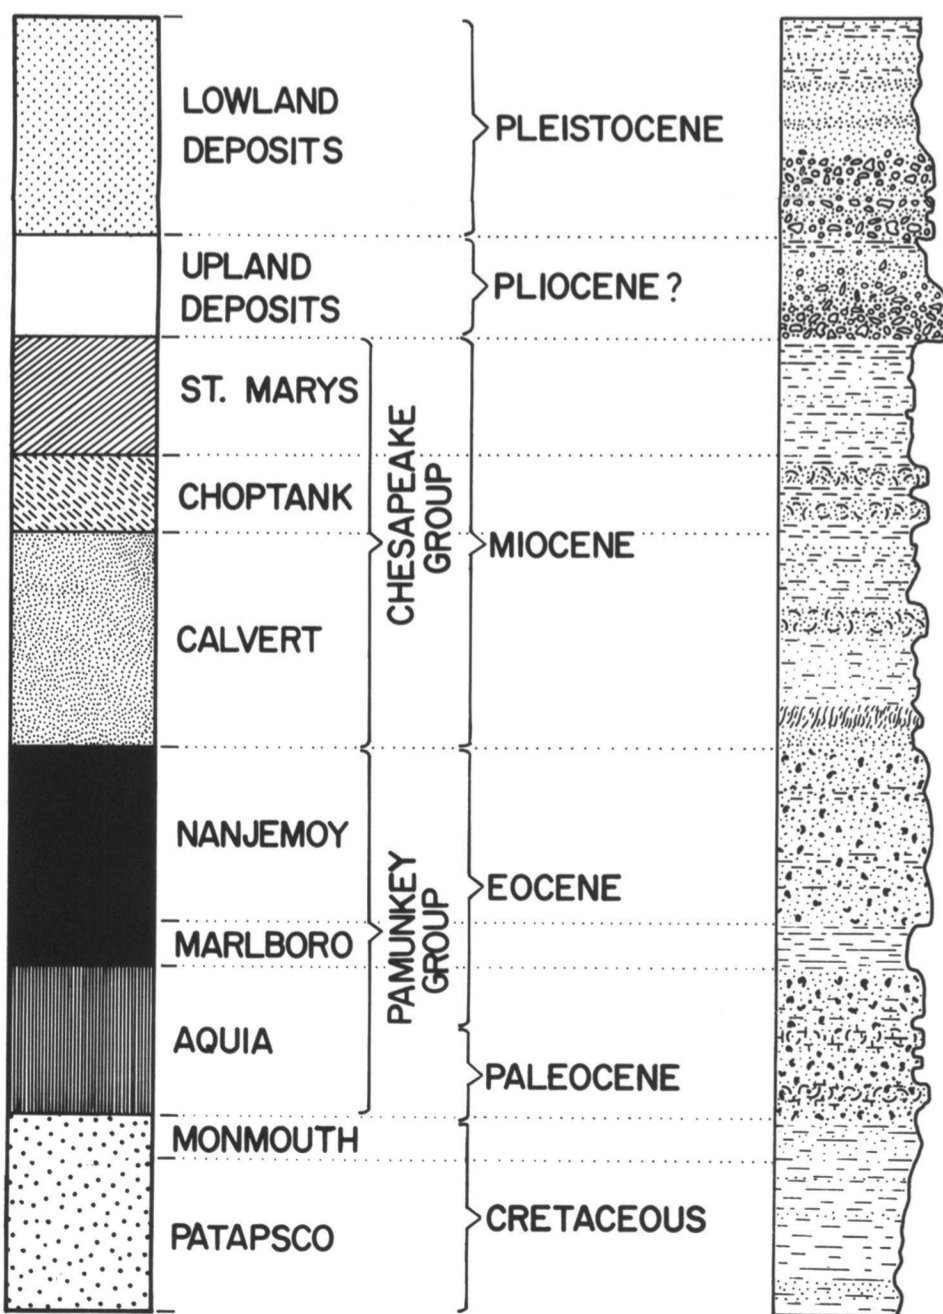 LOWLAND
DEPOSITS
PLEISTOCENE
UPLAND
DEPOSITS
PLIOCENE ?
ST. MARYS
CHOPTANK
CALVERT
CHESAPEAKE
GROUP
MIOCENE
NANJEMOY
MARLBORO
AQUIA
PAMUNKEY
GROUP
EOCENE
PALEOCENE
MONMOUTH
PATAPSCO
CRETACEOUS